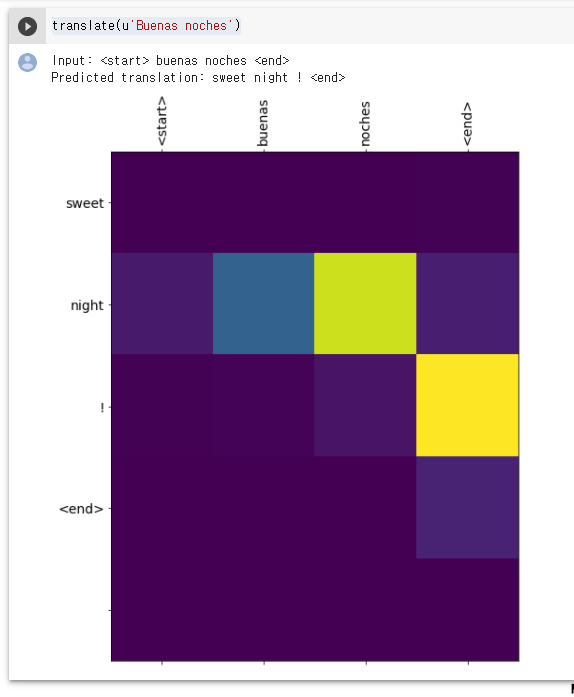 translate(u'Buenas noches')
Input: <start> buenas noches <end>
Predicted translation: sweet night ! <end>
<start>
buenas
noches
<end>
sweet
night
!
<end>